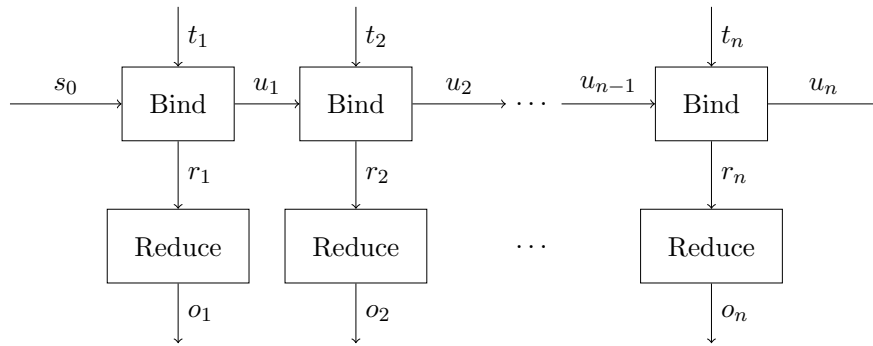 t₁ t₂ tₙ
s₀ Bind u₁ Bind u₂ ⋯ uₙ₋₁ Bind uₙ
r₁ r₂ rₙ
Reduce Reduce ⋯ Reduce
o₁ o₂ oₙ